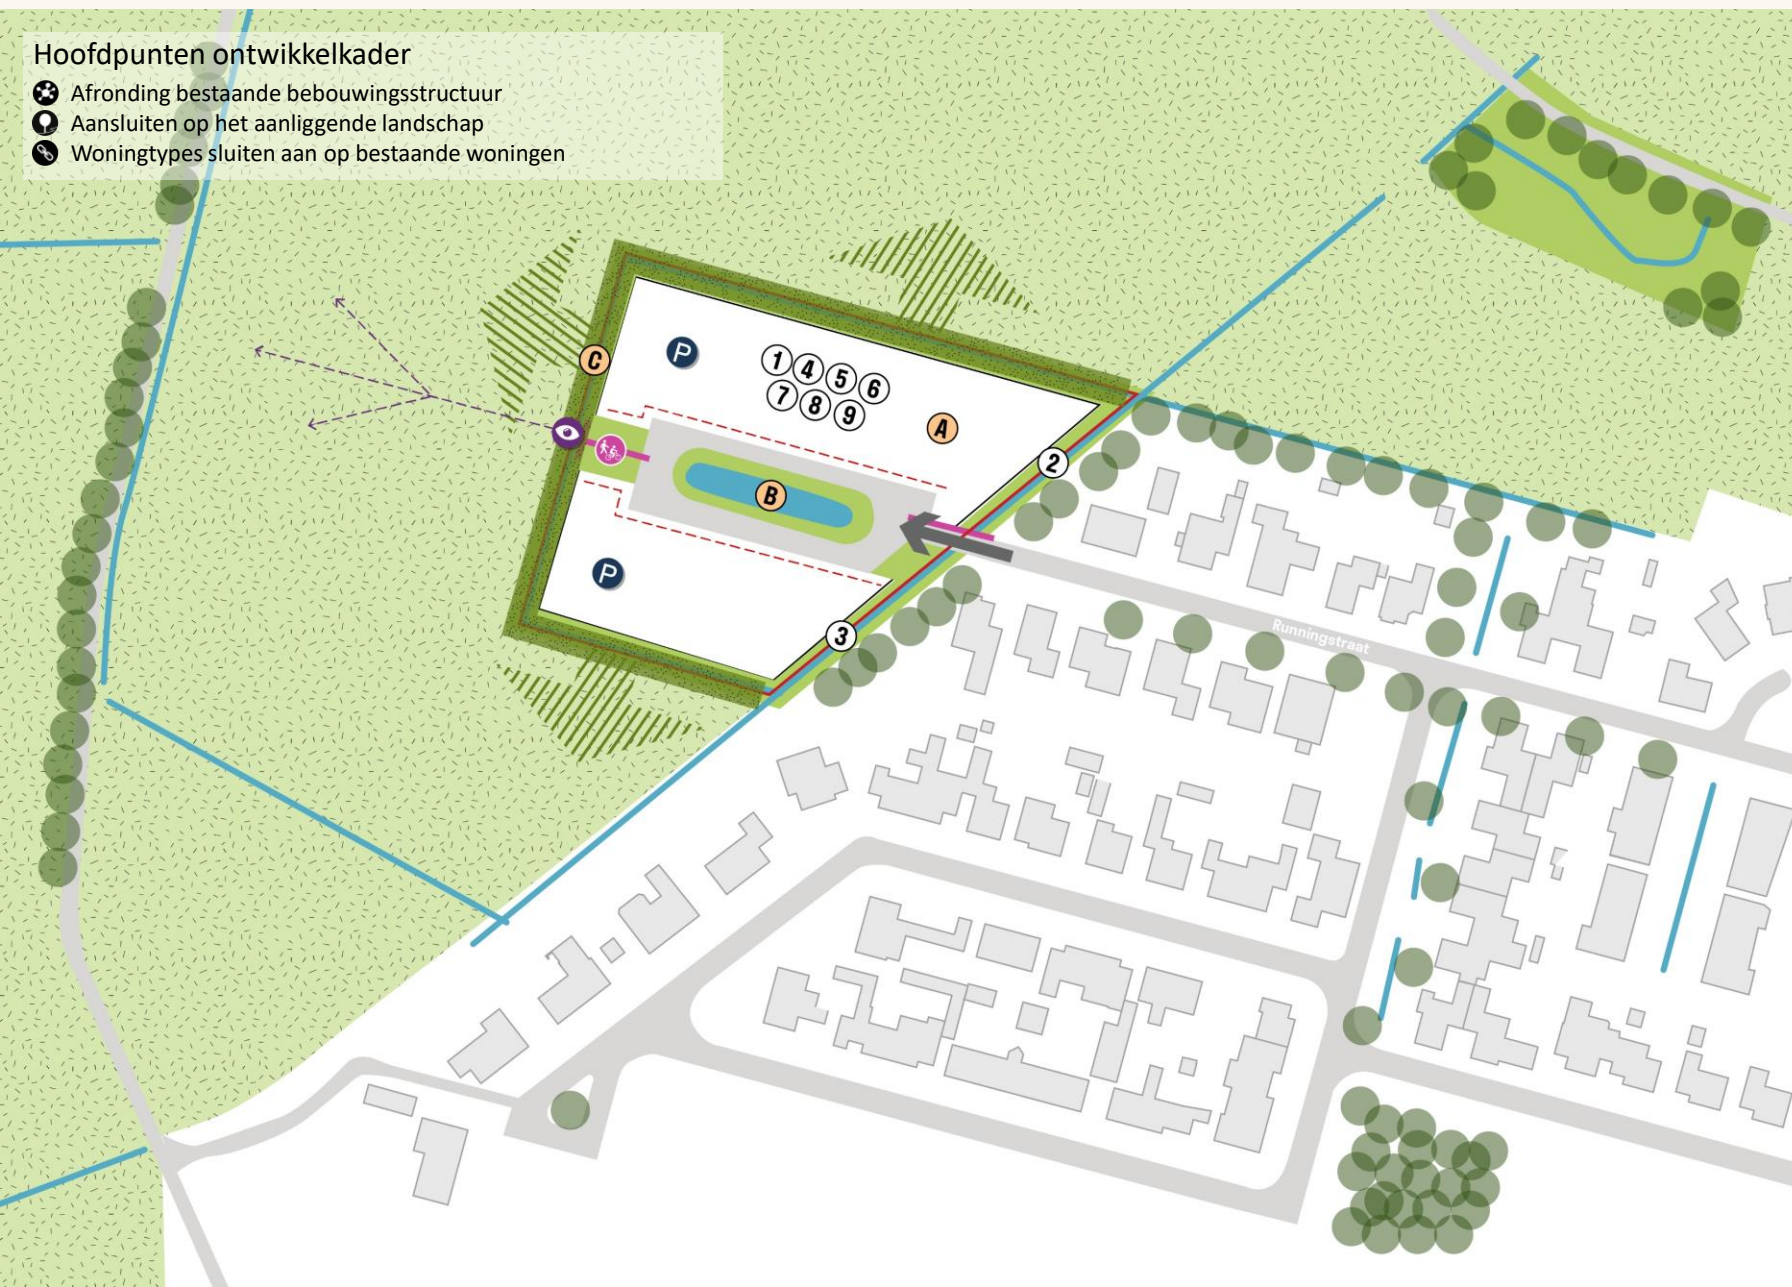 Hoofdpunten ontwikkelkader
Afronding bestaande bebouwingsstructuur
Aansluiten op het aanliggende landschap
Woningtypes sluiten aan op bestaande woningen
C
P
1 4 5 6
7 8 9
A
2
B
P
3
Runningstraat